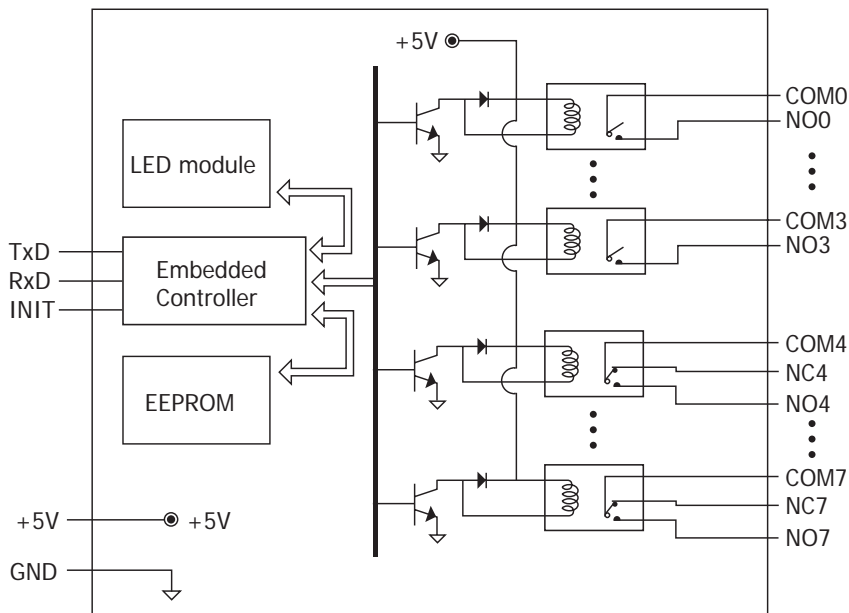 +5V
COM0
NO0
LED module
COM3
NO3
TxD
RxD
INIT
Embedded
Controller
COM4
NC4
NO4
EEPROM
COM7
NC7
NO7
+5V
+5V
GND